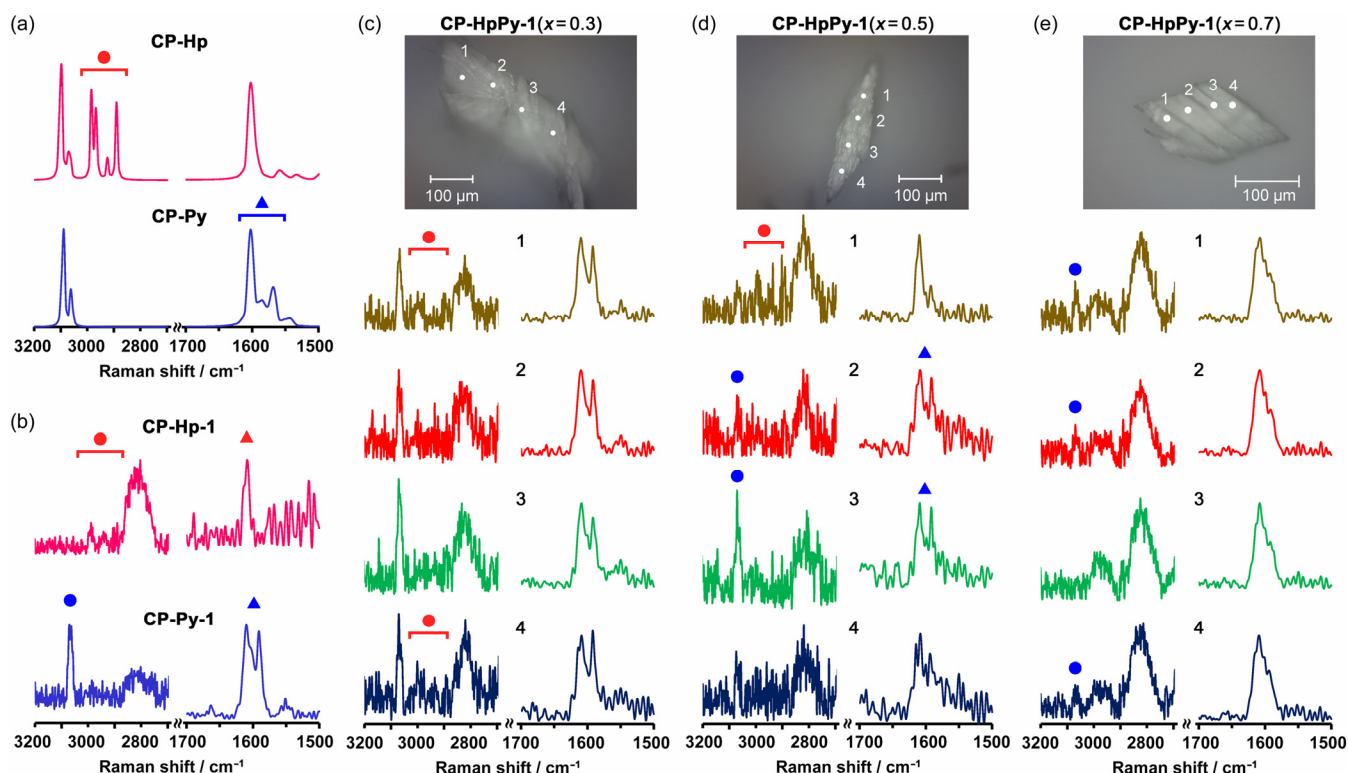 (a)
CP-Hp
CP-Py
3200 3000 2800 1700 1600 1500
Raman shift / cm⁻¹
(b)
CP-Hp-1
CP-Py-1
3200 3000 2800 1700 1600 1500
Raman shift / cm⁻¹
(c)
CP-HpPy-1(x = 0.3)
1
2
3
4
100 µm
1
2
3
4
3200 3000 2800 1700 1600 1500
Raman shift / cm⁻¹
(d)
CP-HpPy-1(x = 0.5)
1
2
3
4
100 µm
1
2
3
4
3200 3000 2800 1700 1600 1500
Raman shift / cm⁻¹
(e)
CP-HpPy-1(x = 0.7)
1 2 3 4
100 µm
1
2
3
4
3200 3000 2800 1700 1600 1500
Raman shift / cm⁻¹